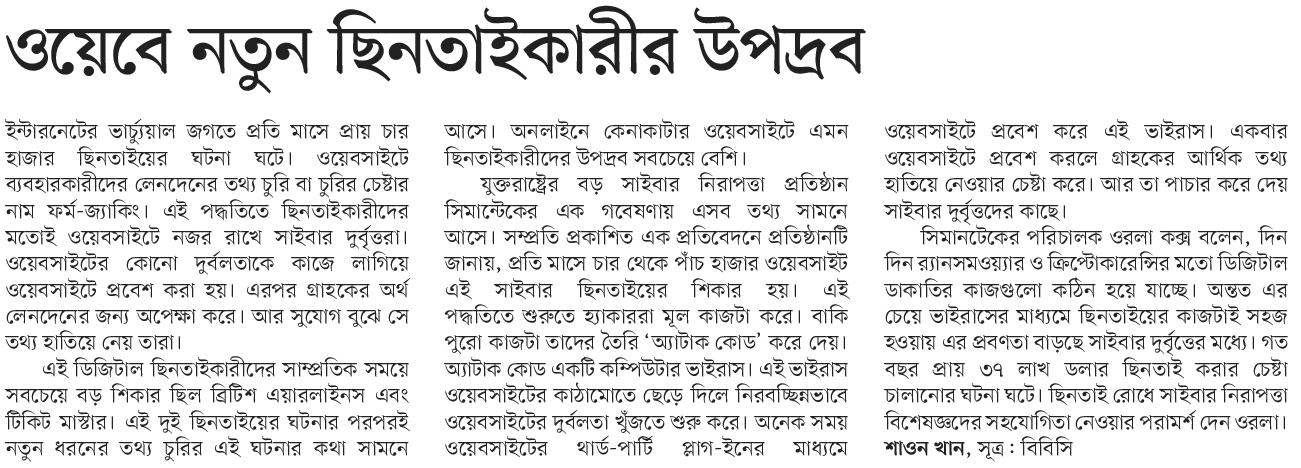 ওয়েবে নতুন ছিনতাইকারীর উপদ্রব
ইন্টারনেটের ভার্চ্যুয়াল জগতে প্রতি মাসে প্রায় চার
হাজার ছিনতাইয়ের ঘটনা ঘটে। ওয়েবসাইটে
ব্যবহারকারীদের লেনদেনের তথ্য চুরি বা চুরির চেষ্টার
নাম ফর্ম-জ্যাকিং। এই পদ্ধতিতে ছিনতাইকারীদের
মতোই ওয়েবসাইটে নজর রাখে সাইবার দুর্বৃত্তরা।
ওয়েবসাইটের কোনো দুর্বলতাকে কাজে লাগিয়ে
ওয়েবসাইটে প্রবেশ করা হয়। এরপর গ্রাহকের অর্থ
লেনদেনের জন্য অপেক্ষা করে। আর সুযোগ বুঝে সে
তথ্য হাতিয়ে নেয় তারা।
এই ডিজিটাল ছিনতাইকারীদের সাম্প্রতিক সময়ে
সবচেয়ে বড় শিকার ছিল ব্রিটিশ এয়ারলাইনস এবং
টিকিট মাস্টার। এই দুই ছিনতাইয়ের ঘটনার পরপরই
নতুন ধরনের তথ্য চুরির এই ঘটনার কথা সামনে
আসে। অনলাইনে কেনাকাটার ওয়েবসাইটে এমন
ছিনতাইকারীদের উপদ্রব সবচেয়ে বেশি।
যুক্তরাষ্ট্রের বড় সাইবার নিরাপত্তা প্রতিষ্ঠান
সিমান্টেকের এক গবেষণায় এসব তথ্য সামনে
আসে। সম্প্রতি প্রকাশিত এক প্রতিবেদনে প্রতিষ্ঠানটি
জানায়, প্রতি মাসে চার থেকে পাঁচ হাজার ওয়েবসাইট
এই সাইবার ছিনতাইয়ের শিকার হয়। এই
পদ্ধতিতে শুরুতে হ্যাকাররা মূল কাজটা করে। বাকি
পুরো কাজটা তাদের তৈরি ‘অ্যাটাক কোড’ করে দেয়।
অ্যাটাক কোড একটি কম্পিউটার ভাইরাস। এই ভাইরাস
ওয়েবসাইটের কাঠামোতে ছেড়ে দিলে নিরবচ্ছিন্নভাবে
ওয়েবসাইটের দুর্বলতা খুঁজতে শুরু করে। অনেক সময়
ওয়েবসাইটের থার্ড-পার্টি প্লাগ-ইনের মাধ্যমে
ওয়েবসাইটে প্রবেশ করে এই ভাইরাস। একবার
ওয়েবসাইটে প্রবেশ করলে গ্রাহকের আর্থিক তথ্য
হাতিয়ে নেওয়ার চেষ্টা করে। আর তা পাচার করে দেয়
সাইবার দুর্বৃত্তদের কাছে।
সিমানটেকের পরিচালক ওরলা কক্স বলেন, দিন
দিন র‍্যানসমওয়্যার ও ক্রিপ্টোকারেন্সির মতো ডিজিটাল
ডাকাতির কাজগুলো কঠিন হয়ে যাচ্ছে। অন্তত এর
চেয়ে ভাইরাসের মাধ্যমে ছিনতাইয়ের কাজটাই সহজ
হওয়ায় এর প্রবণতা বাড়ছে সাইবার দুর্বৃত্তের মধ্যে। গত
বছর প্রায় ৩৭ লাখ ডলার ছিনতাই করার চেষ্টা
চালানোর ঘটনা ঘটে। ছিনতাই রোধে সাইবার নিরাপত্তা
বিশেষজ্ঞদের সহযোগিতা নেওয়ার পরামর্শ দেন ওরলা।
শাওন খান, সূত্র : বিবিসি